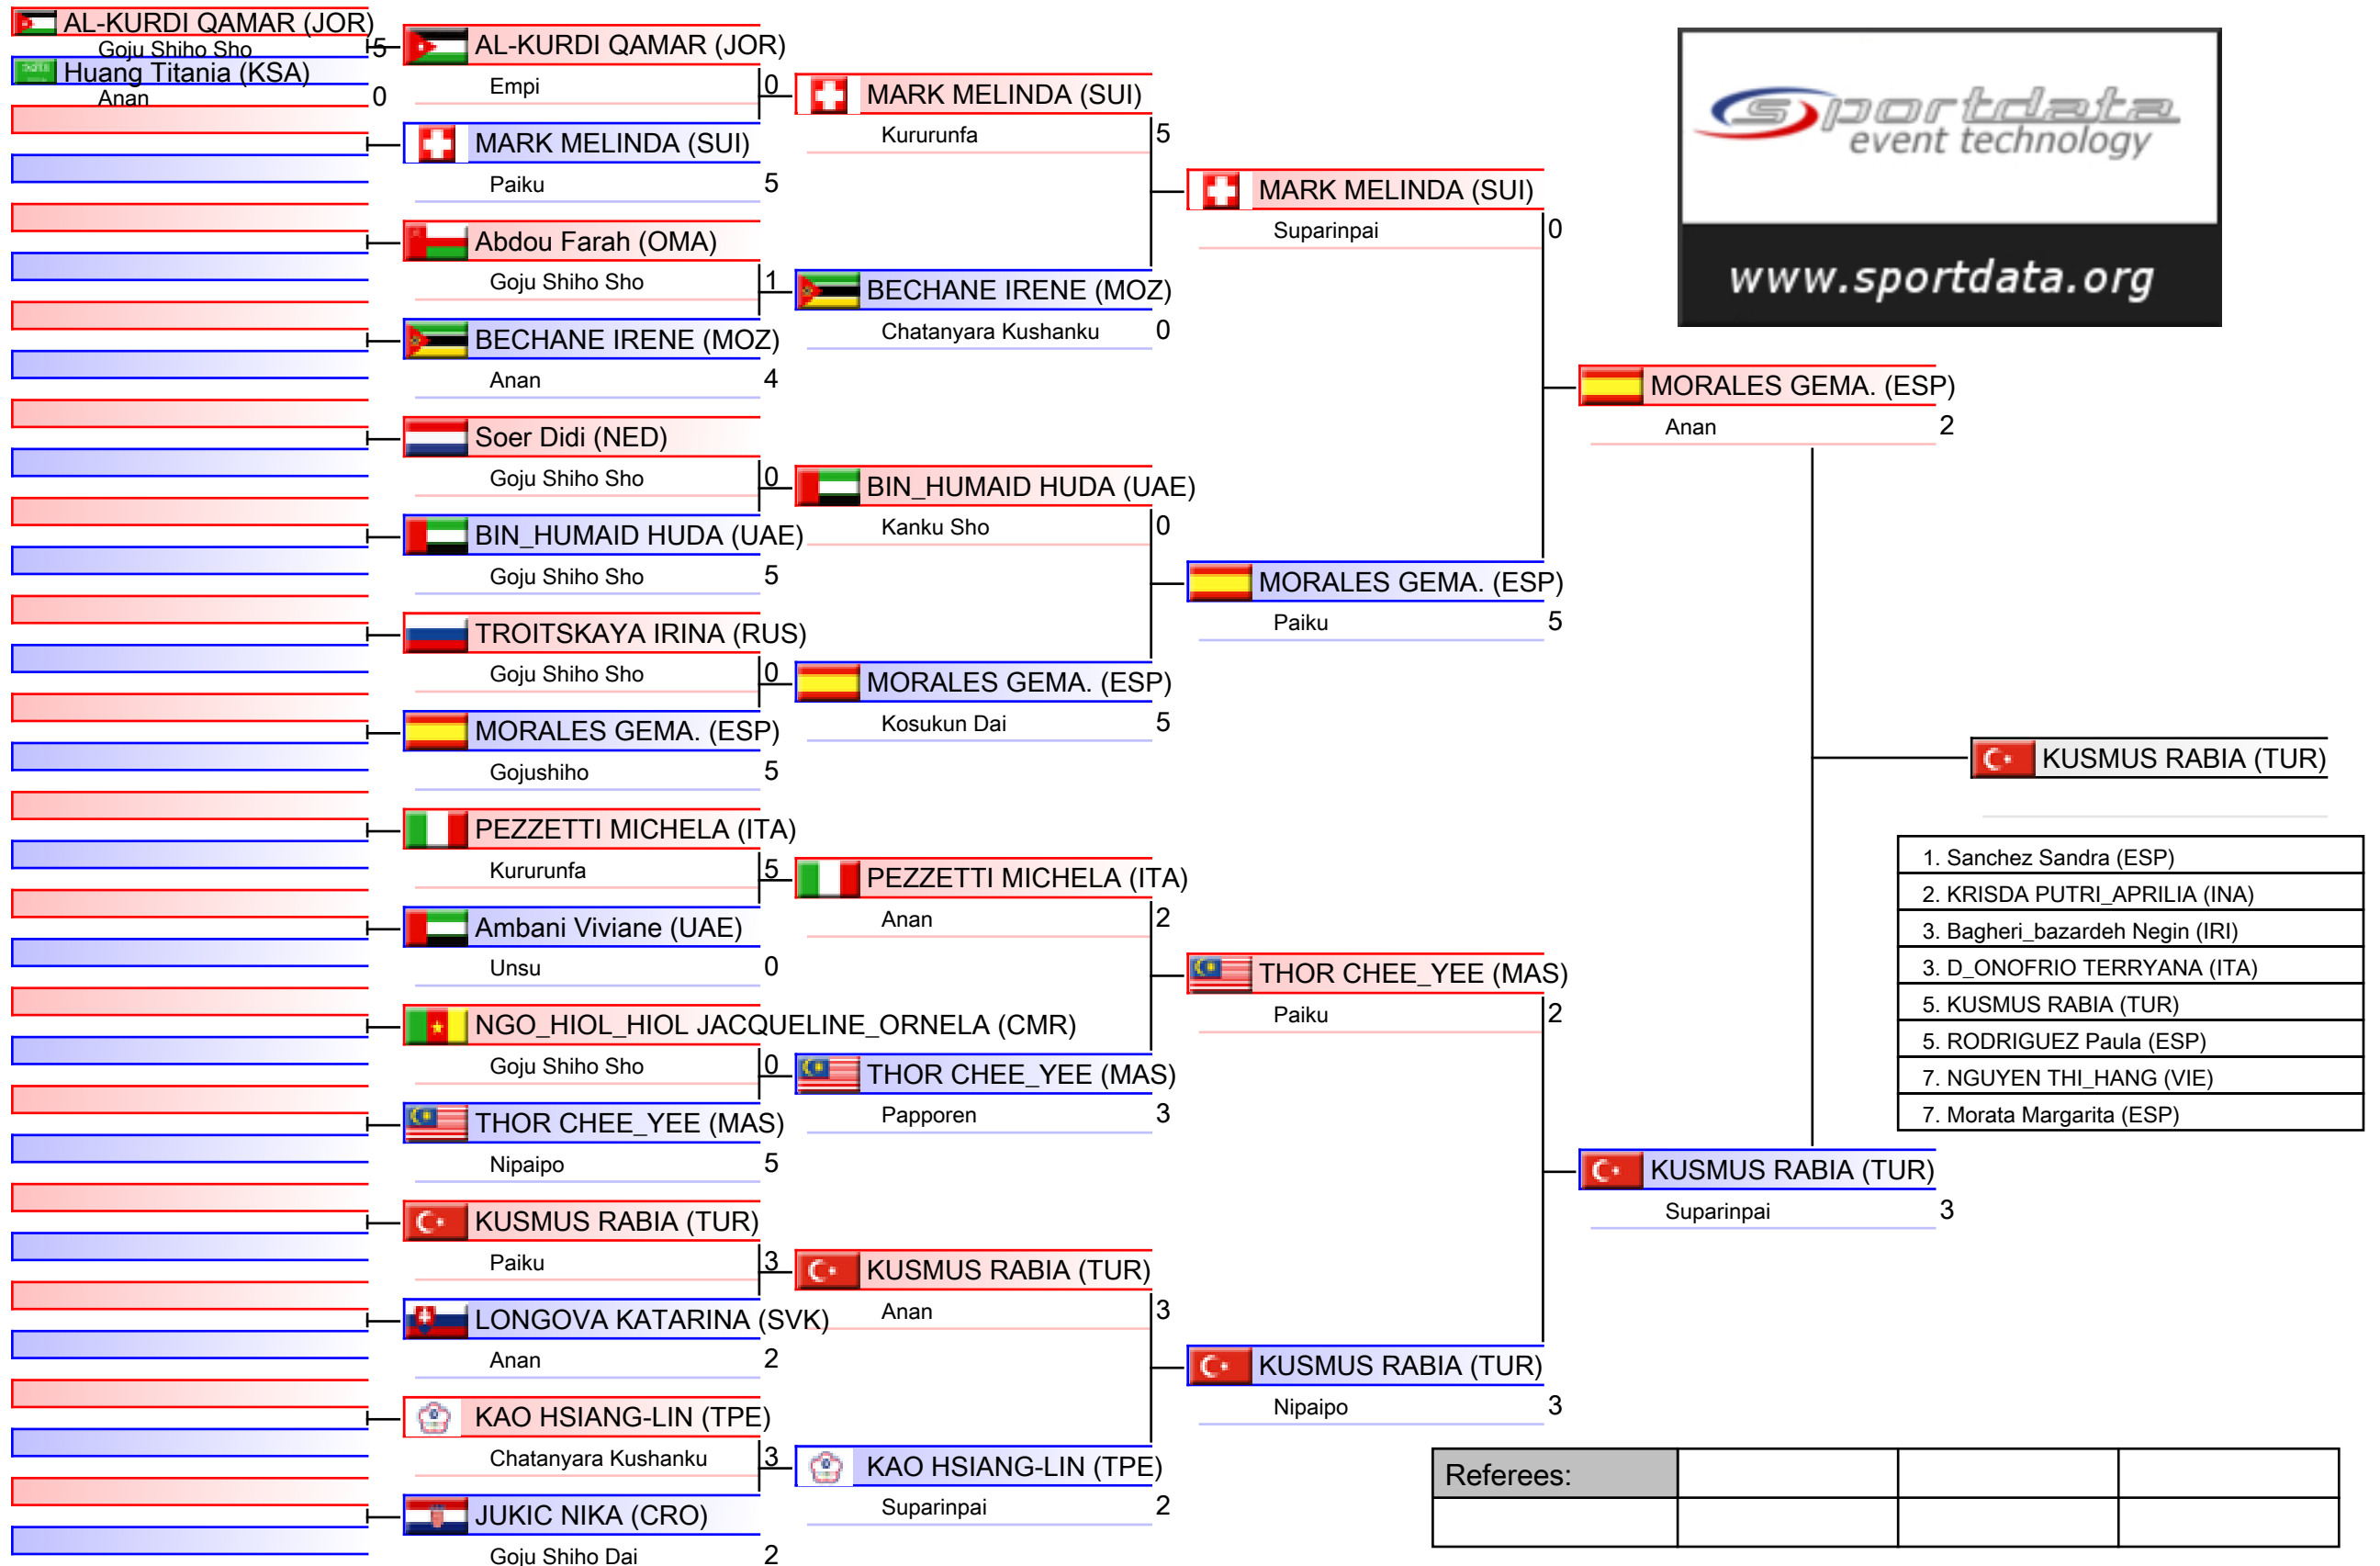 AL-KURDI QAMAR (JOR)
Goju Shiho Sho
5
Huang Titania (KSA)
Anan
0
AL-KURDI QAMAR (JOR)
Empi
0
MARK MELINDA (SUI)
Paiku
5
Abdou Farah (OMA)
Goju Shiho Sho
1
BECHANE IRENE (MOZ)
Anan
4
Soer Didi (NED)
Goju Shiho Sho
0
BIN_HUMAID HUDA (UAE)
Goju Shiho Sho
5
TROITSKAYA IRINA (RUS)
Goju Shiho Sho
0
MORALES GEMA. (ESP)
Gojushiho
5
PEZZETTI MICHELA (ITA)
Kururunfa
5
Ambani Viviane (UAE)
Unsu
0
NGO_HIOL_HIOL JACQUELINE_ORNELA (CMR)
Goju Shiho Sho
0
THOR CHEE_YEE (MAS)
Nipaipo
5
KUSMUS RABIA (TUR)
Paiku
3
LONGOVA KATARINA (SVK)
Anan
2
KAO HSIANG-LIN (TPE)
Chatanyara Kushanku
3
JUKIC NIKA (CRO)
Goju Shiho Dai
2
MARK MELINDA (SUI)
Kururunfa
5
BECHANE IRENE (MOZ)
Chatanyara Kushanku
0
BIN_HUMAID HUDA (UAE)
Kanku Sho
0
MORALES GEMA. (ESP)
Kosukun Dai
5
PEZZETTI MICHELA (ITA)
Anan
2
THOR CHEE_YEE (MAS)
Papporen
3
KUSMUS RABIA (TUR)
Anan
3
KAO HSIANG-LIN (TPE)
Suparinpai
2
MARK MELINDA (SUI)
Suparinpai
0
MORALES GEMA. (ESP)
Paiku
5
THOR CHEE_YEE (MAS)
Paiku
2
KUSMUS RABIA (TUR)
Nipaipo
3
MORALES GEMA. (ESP)
Anan
2
KUSMUS RABIA (TUR)
Suparinpai
3
KUSMUS RABIA (TUR)
sportdata
event technology
www.sportdata.org
1. Sanchez Sandra (ESP)
2. KRISDA PUTRI_APRILIA (INA)
3. Bagheri_bazardeh Negin (IRI)
3. D_ONOFRIO TERRYANA (ITA)
5. KUSMUS RABIA (TUR)
5. RODRIGUEZ Paula (ESP)
7. NGUYEN THI_HANG (VIE)
7. Morata Margarita (ESP)
Referees: